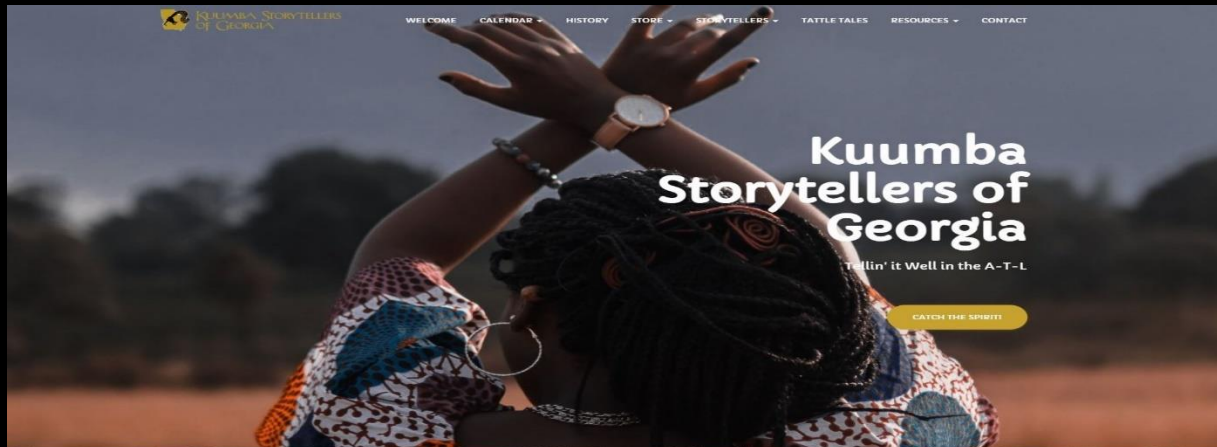 Kuumba Storytellers
of Georgia
WELCOME CALENDAR HISTORY STORE STORYTELLERS TATTLE TALES RESOURCES CONTACT
Kuumba
Storytellers of
Georgia
Tellin' it Well in the A-T-L
CATCH THE SPIRIT!